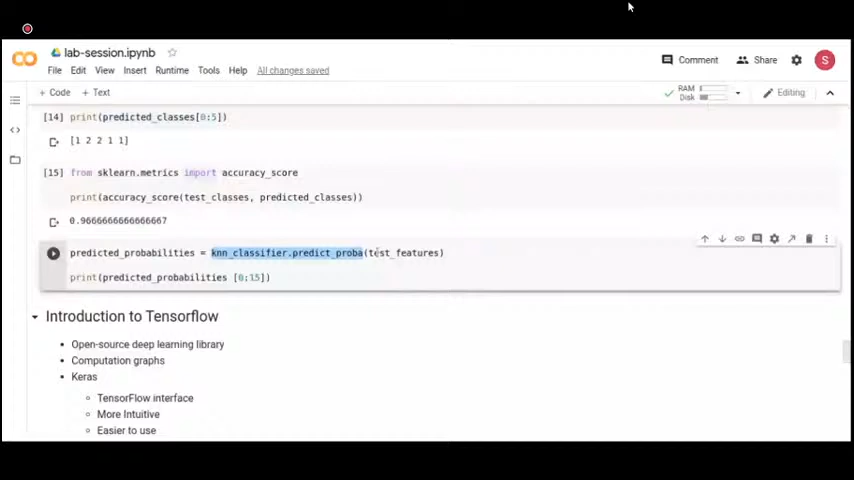 lab-session.ipynb
File Edit View Insert Runtime Tools Help All changes saved
Comment Share S
+ Code + Text
RAM
Disk
Editing
[14] print(predicted_classes[0:5])
[1 2 2 1 1]
[15] from sklearn.metrics import accuracy_score
print(accuracy_score(test_classes, predicted_classes))
0.9666666666666667
predicted_probabilities = knn_classifier.predict_proba(test_features)
print(predicted_probabilities [0:15])
Introduction to Tensorflow
• Open-source deep learning library
• Computation graphs
• Keras
TensorFlow interface
More Intuitive
Easier to use